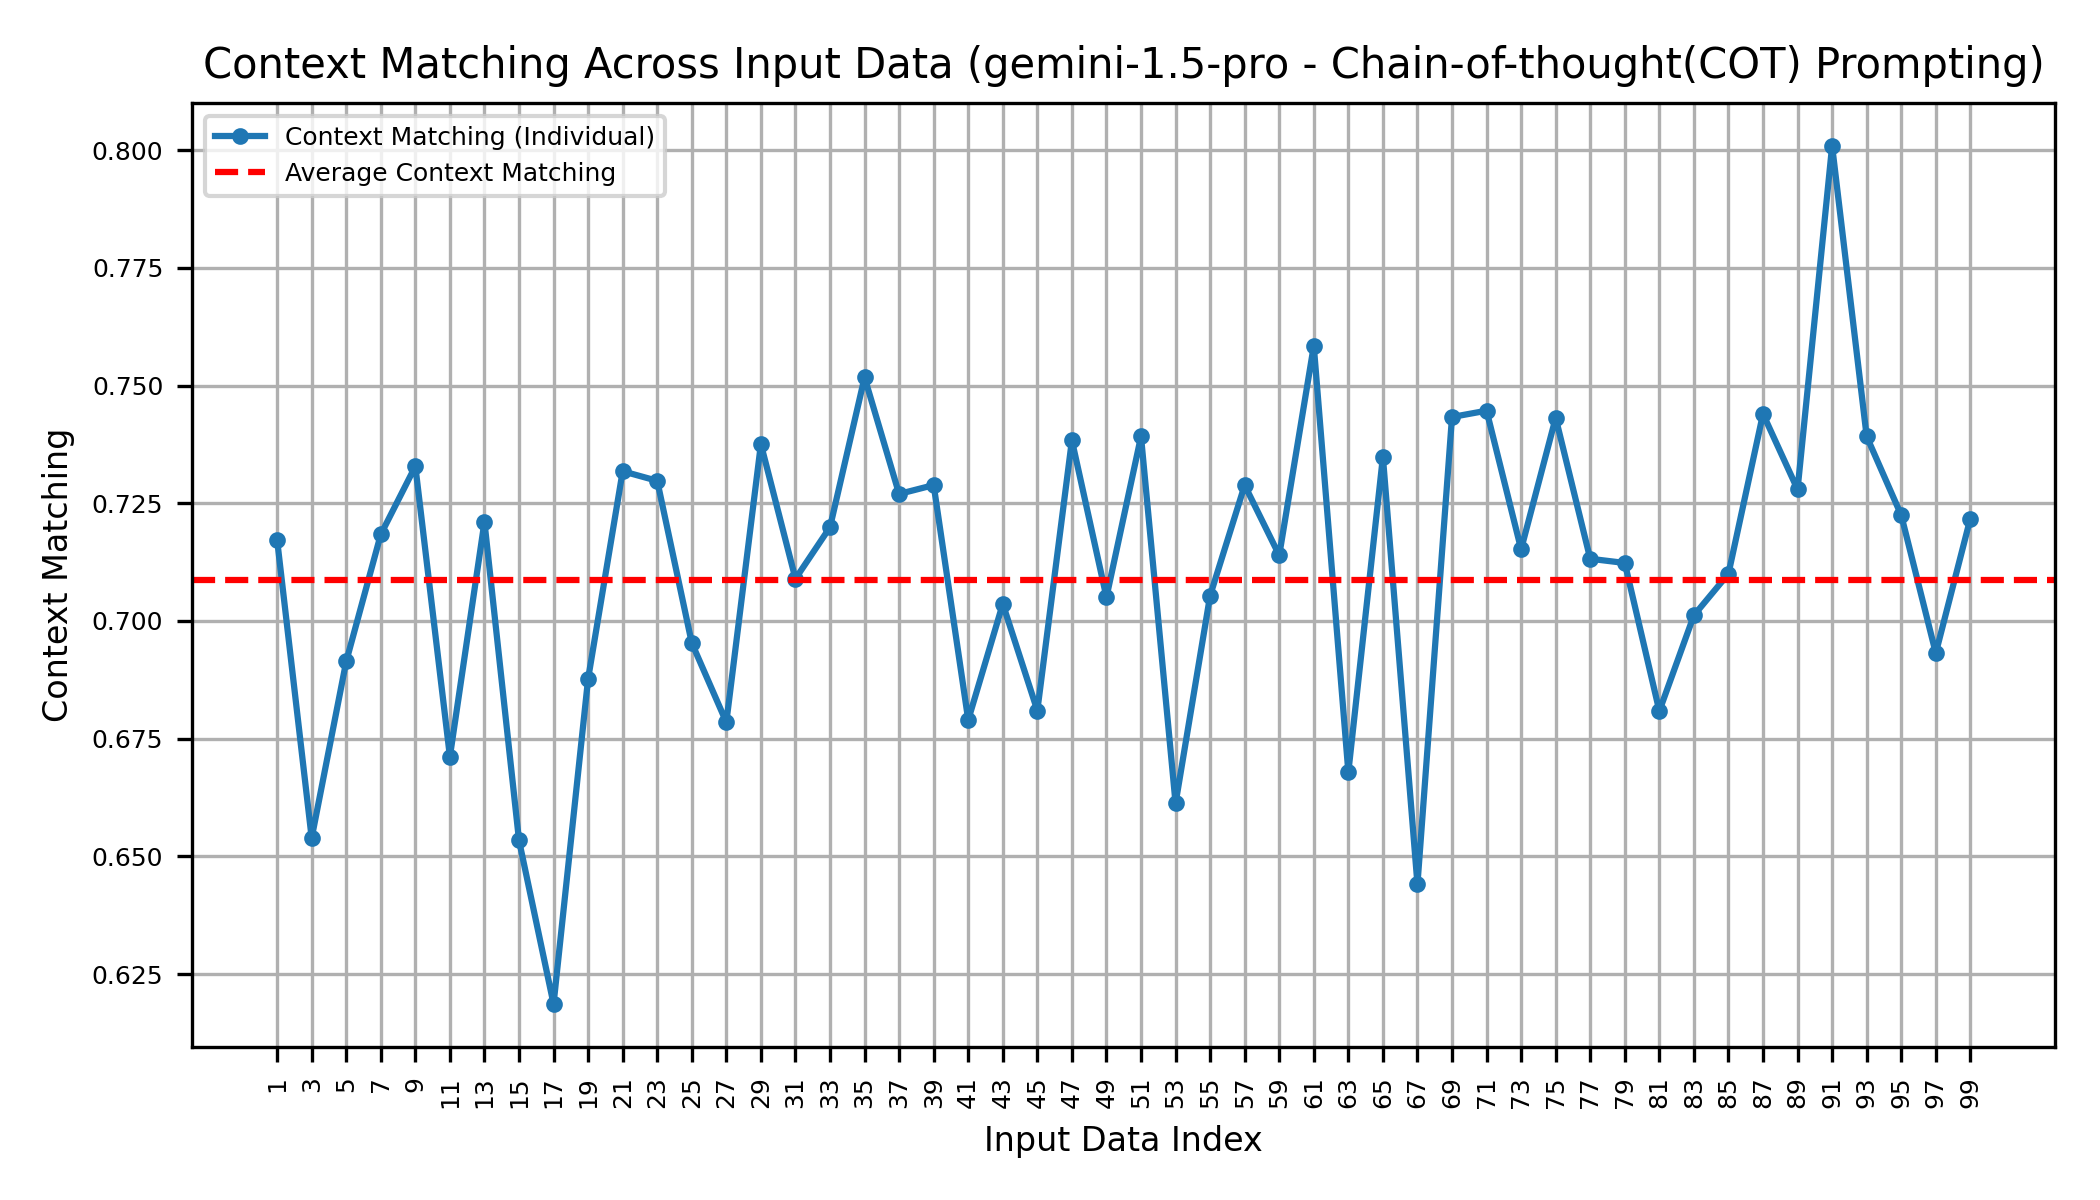 Context Matching Across Input Data (gemini-1.5-pro - Chain-of-thought(COT) Prompting)
Context Matching (Individual)
Average Context Matching
Context Matching
0.800
0.775
0.750
0.725
0.700
0.675
0.650
0.625
1 3 5 7 9 11 13 15 17 19 21 23 25 27 29 31 33 35 37 39 41 43 45 47 49 51 53 55 57 59 61 63 65 67 69 71 73 75 77 79 81 83 85 87 89 91 93 95 97 99
Input Data Index